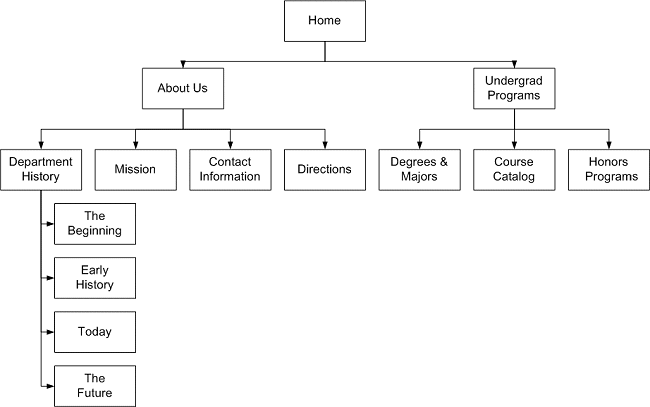 Home
About Us
Undergrad
Programs
Department
History
Mission
Contact
Information
Directions
Degrees &
Majors
Course
Catalog
Honors
Programs
The
Beginning
Early
History
Today
The
Future